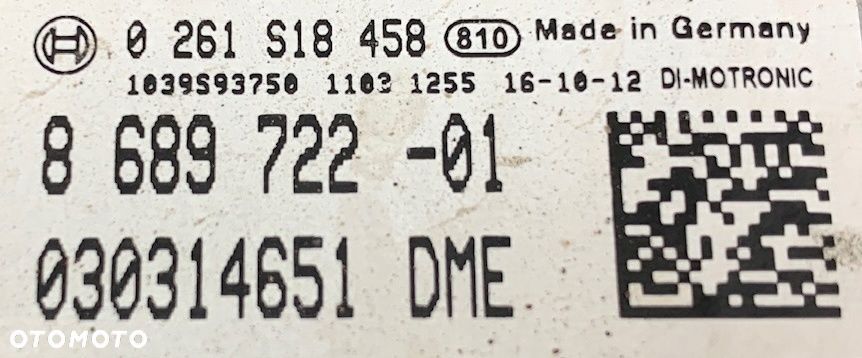 0 261 S18 458 810 Made in Germany
1039S93750 1103 1255 16-10-12 DI-MOTRONIC
8 689 722 -01
030314651 DME
OTOMOTO